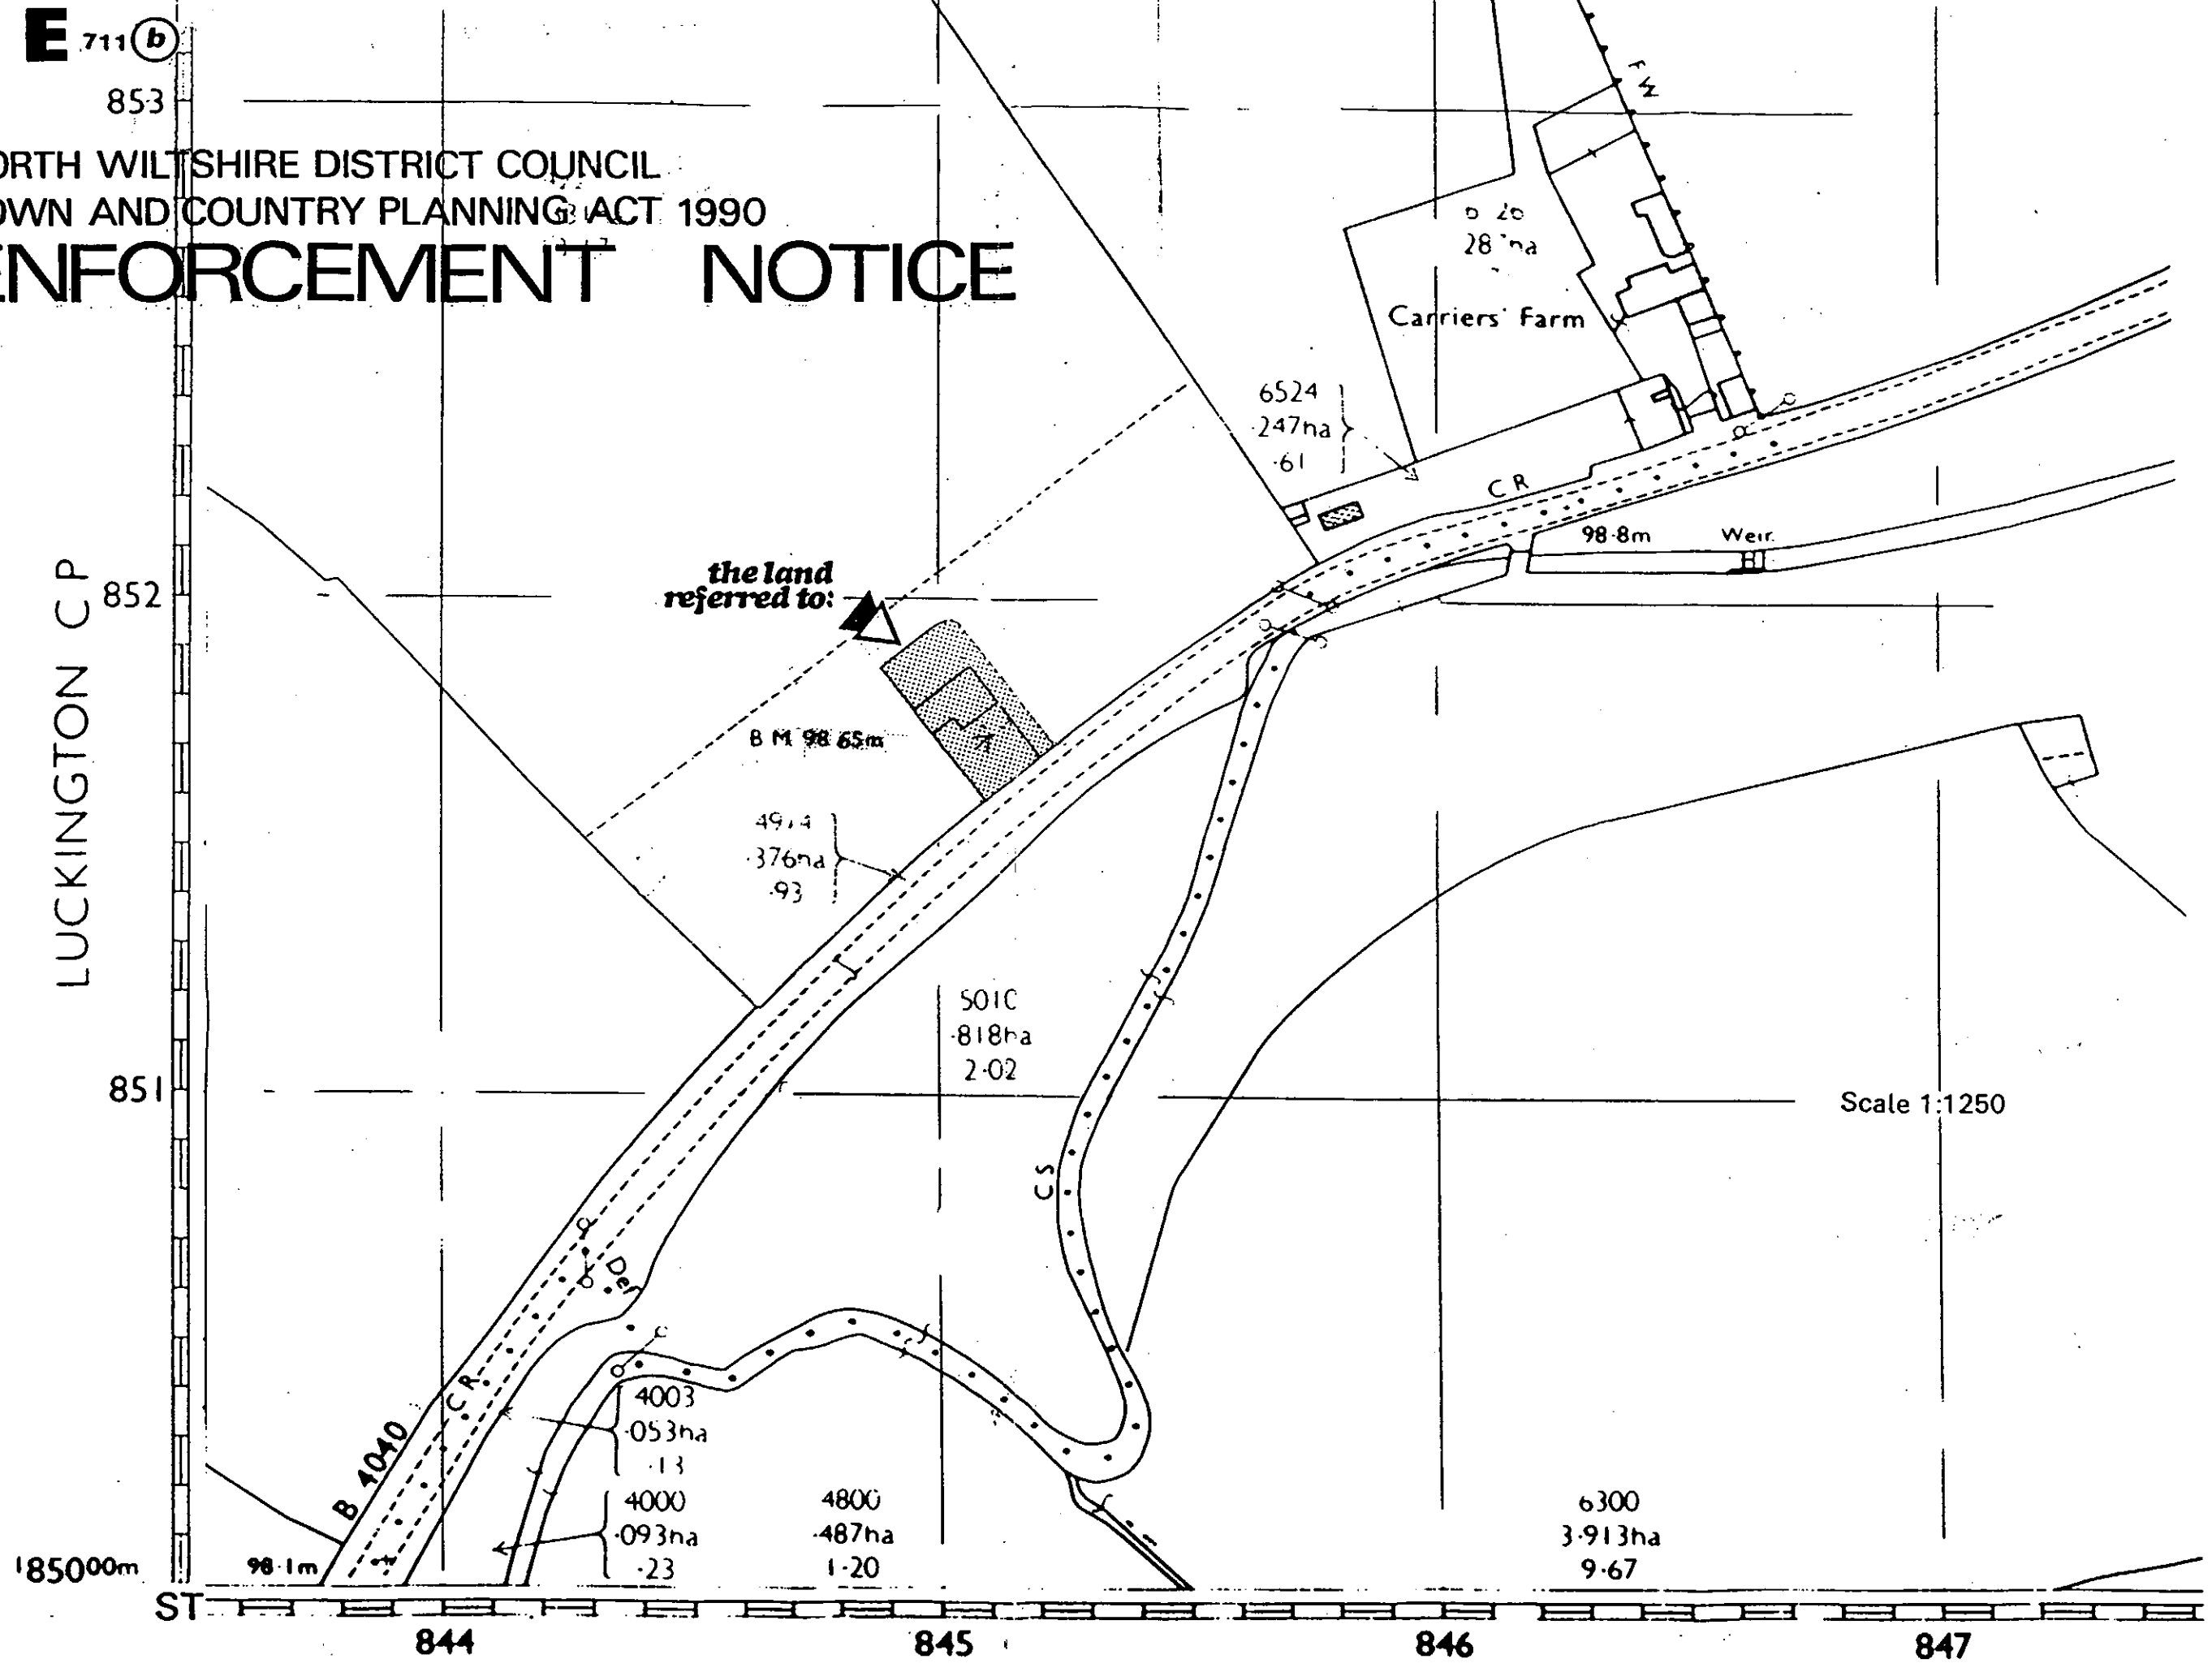 E 711 b
853
ORTH WILTSHIRE DISTRICT COUNCIL
OWN AND COUNTRY PLANNING ACT 1990
ENFORCEMENT NOTICE
F W
Carriers' Farm
6524
·247ha
·61
C R
98·8m
Weir
the land
referred to:
852
LUCKINGTON C P
B M 98 65m
·376ha
·93
·818ha
2·02
851
Scale 1:1250
C S
Def
C R
B 4040
4003
·053ha
·13
4000
·093ha
·23
4800
·487ha
1·20
6300
3·913ha
9·67
185000m
98·1m
ST
844
845
846
847